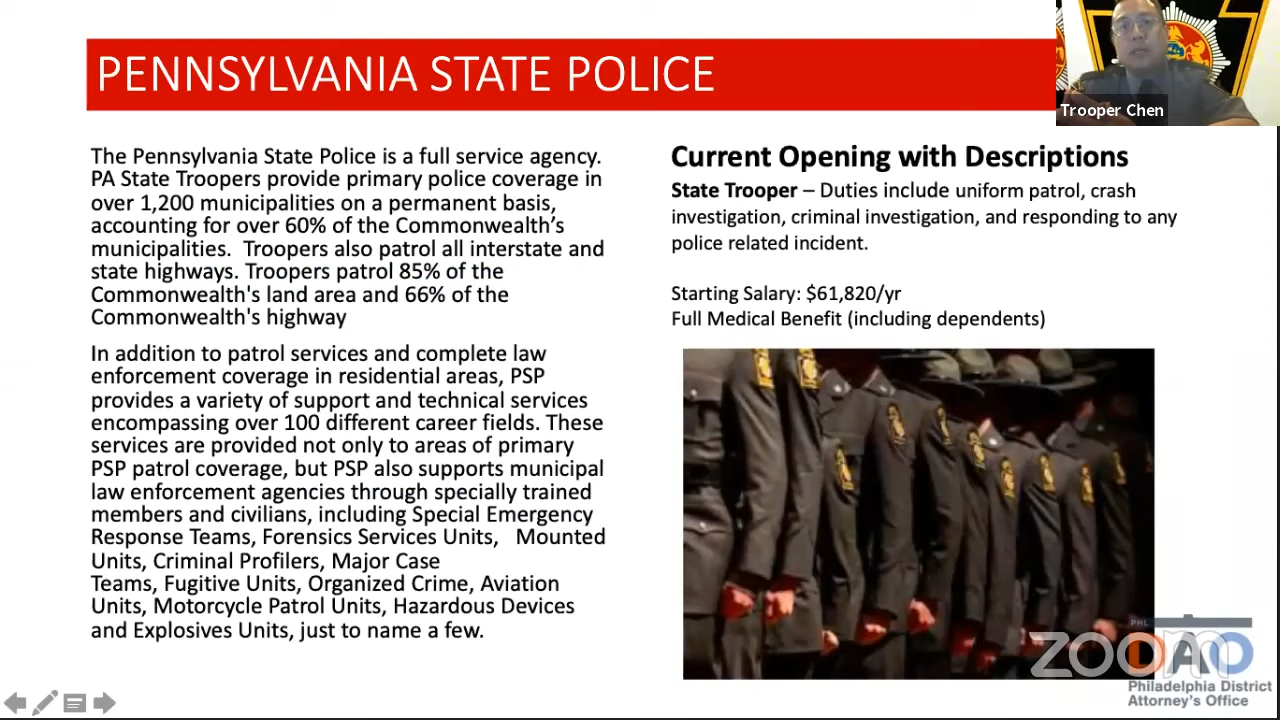 PENNSYLVANIA STATE POLICE
Trooper Chen
The Pennsylvania State Police is a full service agency.
PA State Troopers provide primary police coverage in
over 1,200 municipalities on a permanent basis,
accounting for over 60% of the Commonwealth's
municipalities.  Troopers also patrol all interstate and
state highways. Troopers patrol 85% of the
Commonwealth's land area and 66% of the
Commonwealth's highway
In addition to patrol services and complete law
enforcement coverage in residential areas, PSP
provides a variety of support and technical services
encompassing over 100 different career fields. These
services are provided not only to areas of primary
PSP patrol coverage, but PSP also supports municipal
law enforcement agencies through specially trained
members and civilians, including Special Emergency
Response Teams, Forensics Services Units,   Mounted
Units, Criminal Profilers, Major Case
Teams, Fugitive Units, Organized Crime, Aviation
Units, Motorcycle Patrol Units, Hazardous Devices
and Explosives Units, just to name a few.
Current Opening with Descriptions
State Trooper – Duties include uniform patrol, crash
investigation, criminal investigation, and responding to any
police related incident.
Starting Salary: $61,820/yr
Full Medical Benefit (including dependents)
PHL
DAO
zoom
Philadelphia District
Attorney's Office